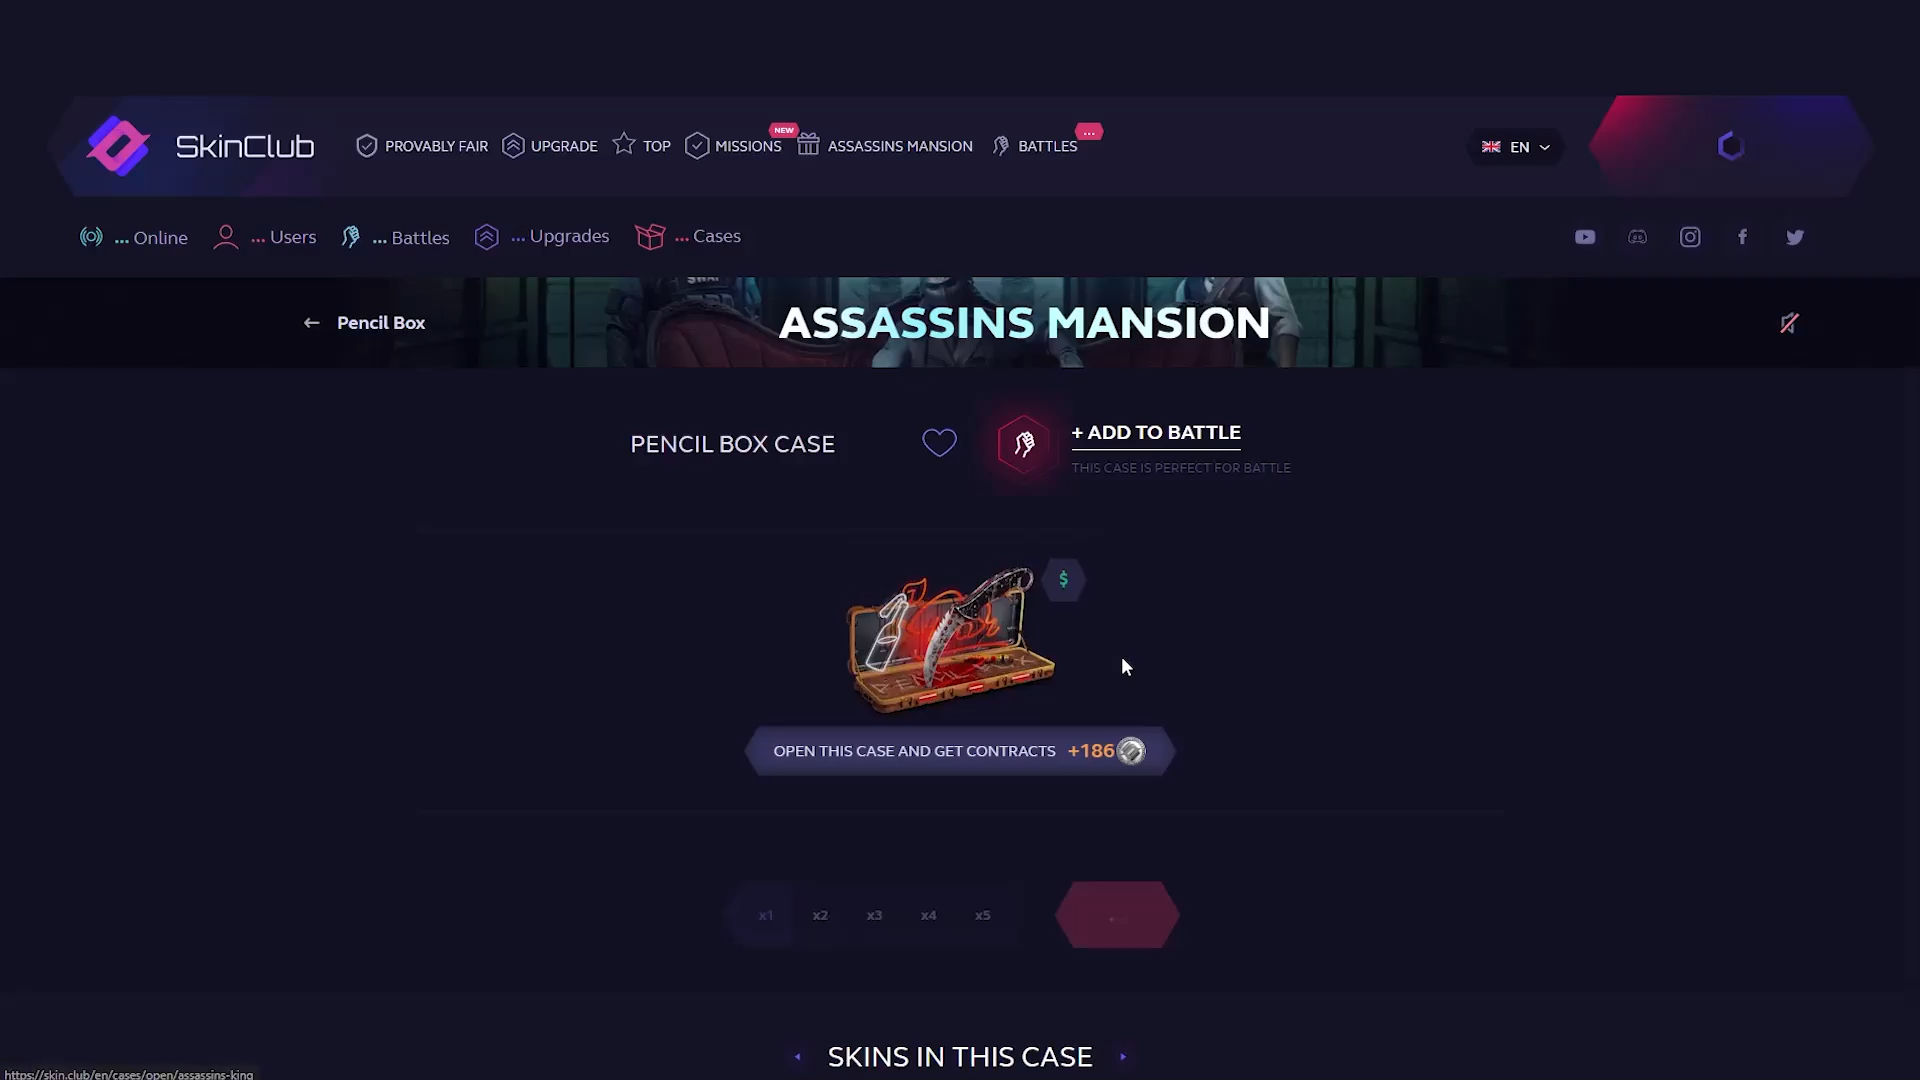 SkinClub
PROVABLY FAIR
UPGRADE
TOP
MISSIONS
NEW
ASSASSINS MANSION
BATTLES
...
EN
... Online
... Users
... Battles
... Upgrades
... Cases
← Pencil Box
ASSASSINS MANSION
PENCIL BOX CASE
+ ADD TO BATTLE
THIS CASE IS PERFECT FOR BATTLE
$
PENCIL BOX
OPEN THIS CASE AND GET CONTRACTS +186
x1 x2 x3 x4 x5
SKINS IN THIS CASE
https://skin.club/en/cases/open/assassins-king